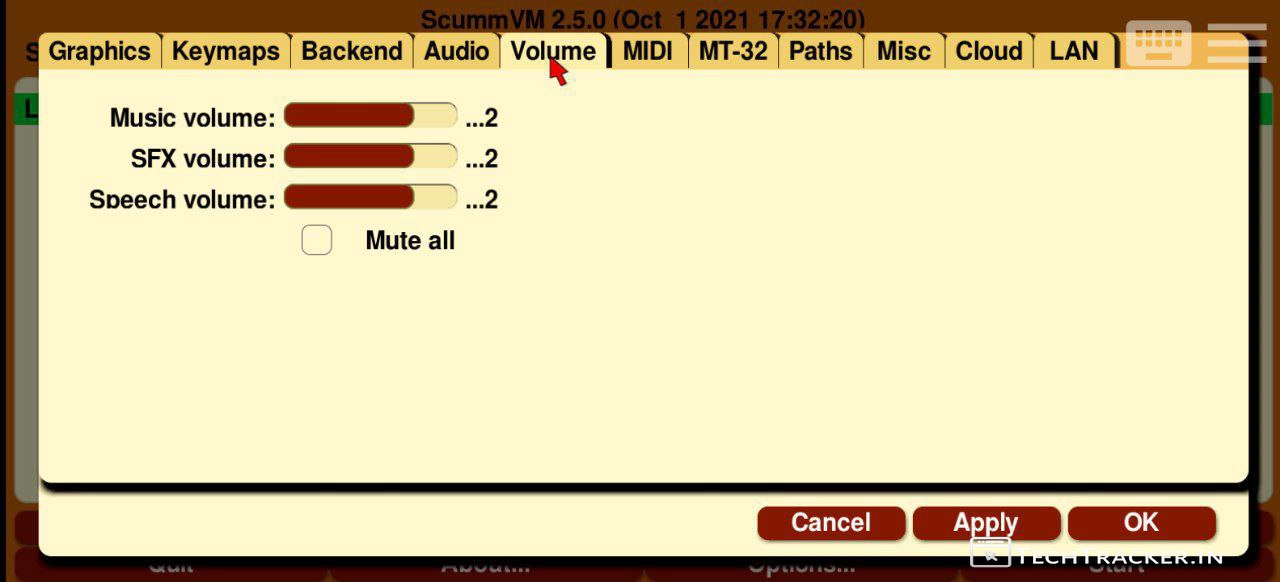 ScummVM 2.5.0 (Oct 1 2021 17:32:20)
Graphics Keymaps Backend Audio Volume MIDI MT-32 Paths Misc Cloud LAN
Music volume: ...2
SFX volume: ...2
Speech volume: ...2
Mute all
Cancel Apply OK
TECHTRACKER.IN
Quit About... Options... Start